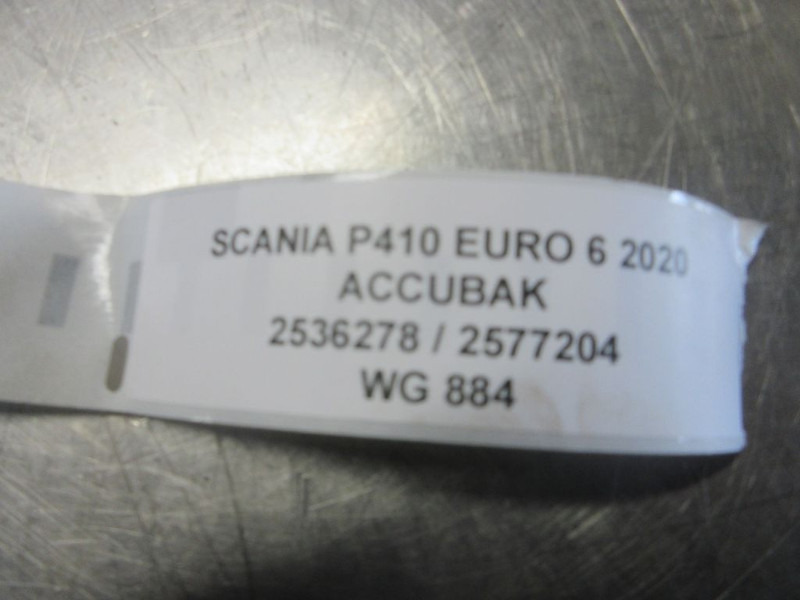 SCANIA P410 EURO 6 2020
ACCUBAK
2536278 / 2577204
WG 884